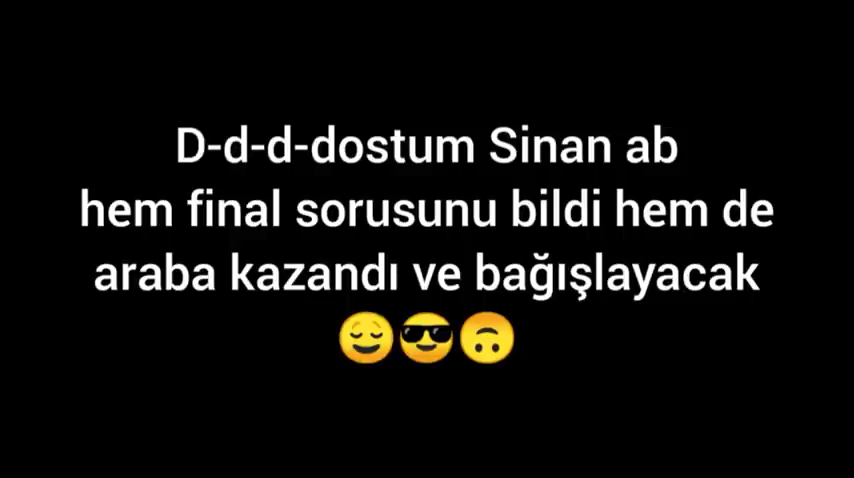 D-d-d-dostum Sinan ab
hem final sorusunu bildi hem de
araba kazandı ve bağışlayacak
😌😎🙃